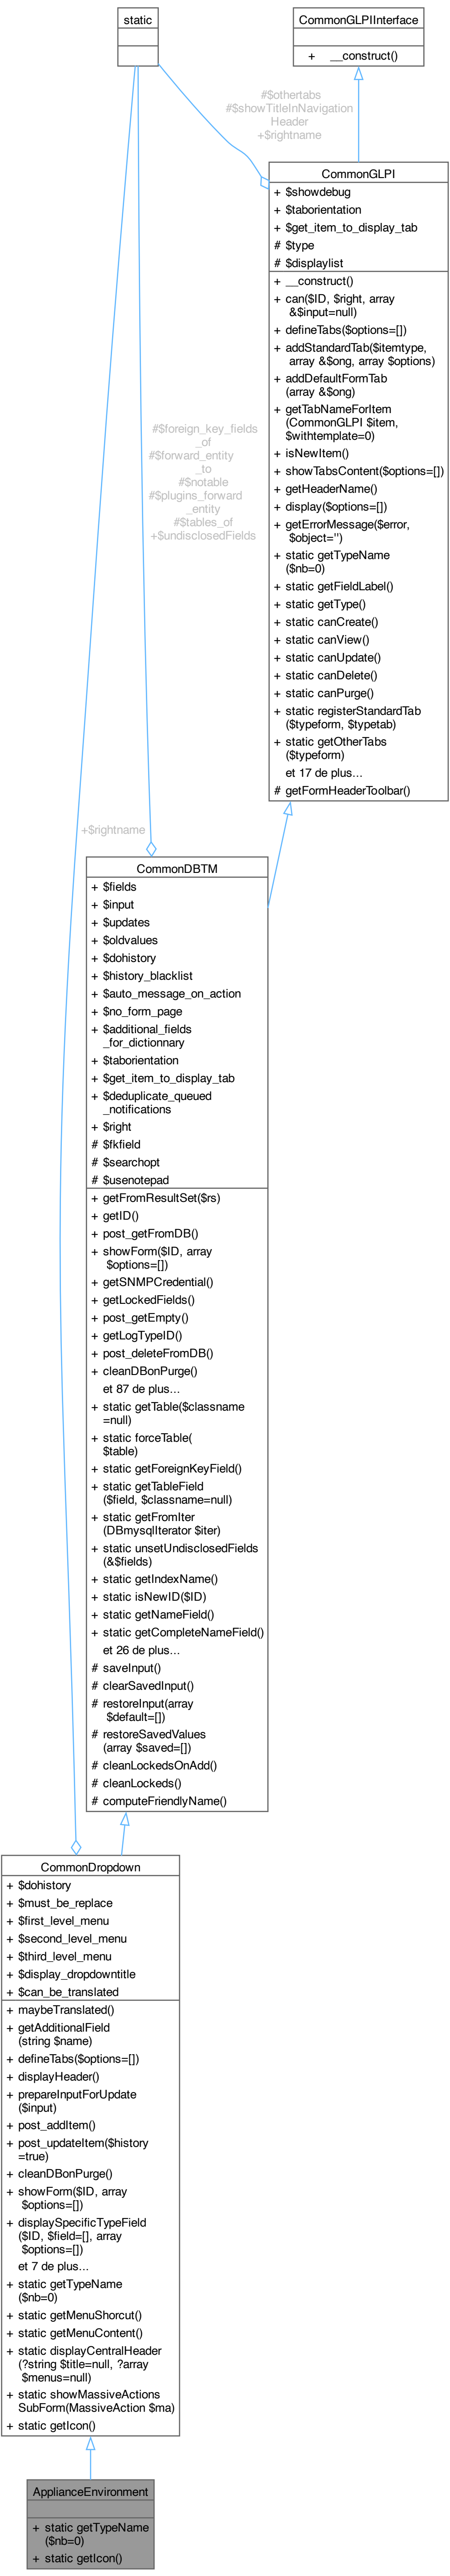 static
CommonGLPIInterface
+ __construct()
#$othertabs
#$showTitleInNavigation
Header
+$rightname
CommonGLPI
+ $showdebug
+ $taborientation
+ $get_item_to_display_tab
# $type
# $displaylist
+ __construct()
+ can($ID, $right, array
&$input=null)
+ defineTabs($options=[])
+ addStandardTab($itemtype,
array &$ong, array $options)
+ addDefaultFormTab
(array &$ong)
+ getTabNameForItem
(CommonGLPI $item,
$withtemplate=0)
+ isNewItem()
+ showTabsContent($options=[])
+ getHeaderName()
+ display($options=[])
+ getErrorMessage($error,
$object='')
+ static getTypeName
($nb=0)
+ static getFieldLabel()
+ static getType()
+ static canCreate()
+ static canView()
+ static canUpdate()
+ static canDelete()
+ static canPurge()
+ static registerStandardTab
($typeform, $typetab)
+ static getOtherTabs
($typeform)
et 17 de plus...
# getFormHeaderToolbar()
#$foreign_key_fields
_of
#$forward_entity
_to
#$notable
#$plugins_forward
_entity
#$tables_of
+$undisclosedFields
+$rightname
CommonDBTM
+ $fields
+ $input
+ $updates
+ $oldvalues
+ $dohistory
+ $history_blacklist
+ $auto_message_on_action
+ $no_form_page
+ $additional_fields
_for_dictionnary
+ $taborientation
+ $get_item_to_display_tab
+ $deduplicate_queued
_notifications
+ $right
# $fkfield
# $searchopt
# $usenotepad
+ getFromResultSet($rs)
+ getID()
+ post_getFromDB()
+ showForm($ID, array
$options=[])
+ getSNMPCredential()
+ getLockedFields()
+ post_getEmpty()
+ getLogTypeID()
+ post_deleteFromDB()
+ cleanDBonPurge()
et 87 de plus...
+ static getTable($classname
=null)
+ static forceTable(
$table)
+ static getForeignKeyField()
+ static getTableField
($field, $classname=null)
+ static getFromIter
(DBmysqlIterator $iter)
+ static unsetUndisclosedFields
(&$fields)
+ static getIndexName()
+ static isNewID($ID)
+ static getNameField()
+ static getCompleteNameField()
et 26 de plus...
# saveInput()
# clearSavedInput()
# restoreInput(array
$default=[])
# restoreSavedValues
(array $saved=[])
# cleanLockedsOnAdd()
# cleanLockeds()
# computeFriendlyName()
CommonDropdown
+ $dohistory
+ $must_be_replace
+ $first_level_menu
+ $second_level_menu
+ $third_level_menu
+ $display_dropdowntitle
+ $can_be_translated
+ maybeTranslated()
+ getAdditionalField
(string $name)
+ defineTabs($options=[])
+ displayHeader()
+ prepareInputForUpdate
($input)
+ post_addItem()
+ post_updateItem($history
=true)
+ cleanDBonPurge()
+ showForm($ID, array
$options=[])
+ displaySpecificTypeField
($ID, $field=[], array
$options=[])
et 7 de plus...
+ static getTypeName
($nb=0)
+ static getMenuShorcut()
+ static getMenuContent()
+ static displayCentralHeader
(?string $title=null, ?array
$menus=null)
+ static showMassiveActions
SubForm(MassiveAction $ma)
+ static getIcon()
ApplianceEnvironment
+ static getTypeName
($nb=0)
+ static getIcon()